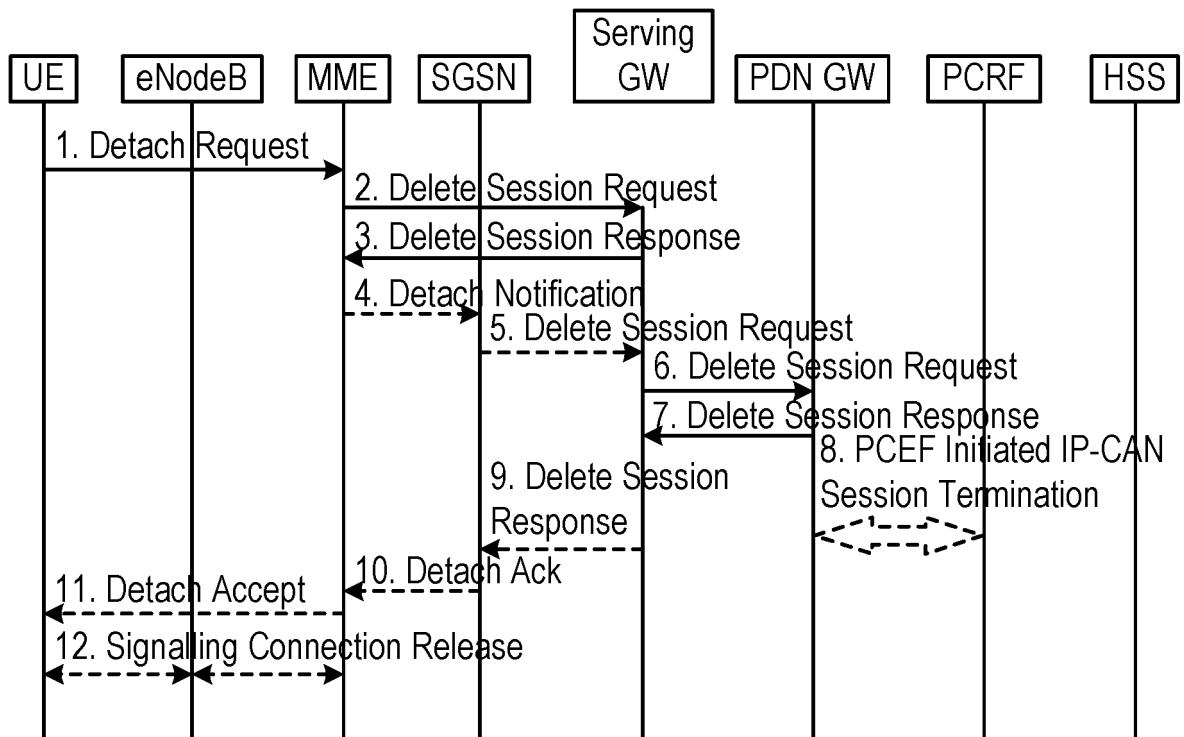 Serving
GW
UE
eNodeB
MME
SGSN
PDN GW
PCRF
HSS
1. Detach Request
2. Delete Session Request
3. Delete Session Response
4. Detach Notification
5. Delete Session Request
6. Delete Session Request
7. Delete Session Response
8. PCEF Initiated IP-CAN
Session Termination
9. Delete Session
Response
10. Detach Ack
11. Detach Accept
12. Signalling Connection Release